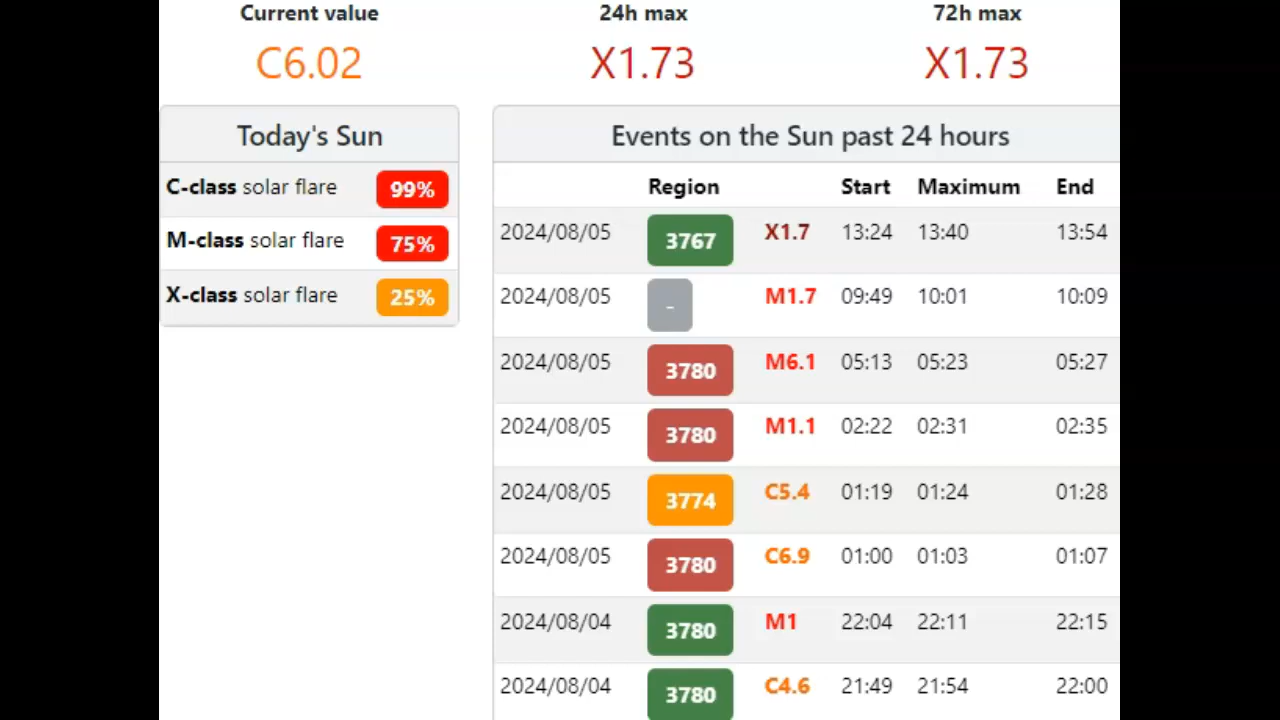 Current value 24h max 72h max
C6.02 X1.73 X1.73
Today's Sun
C-class solar flare 99%
M-class solar flare 75%
X-class solar flare 25%
Events on the Sun past 24 hours
Region Start Maximum End
2024/08/05 3767 X1.7 13:24 13:40 13:54
2024/08/05 - M1.7 09:49 10:01 10:09
2024/08/05 3780 M6.1 05:13 05:23 05:27
2024/08/05 3780 M1.1 02:22 02:31 02:35
2024/08/05 3774 C5.4 01:19 01:24 01:28
2024/08/05 3780 C6.9 01:00 01:03 01:07
2024/08/04 3780 M1 22:04 22:11 22:15
2024/08/04 3780 C4.6 21:49 21:54 22:00